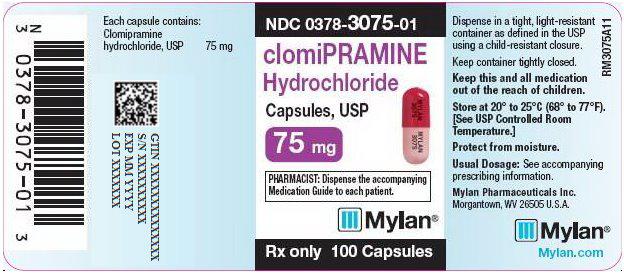 N
3 0378-3075-01 3
Each capsule contains:
Clomipramine
hydrochloride, USP 75 mg
GTIN XXXXXXXXXXXXXX
S/N XXXXXXXXXX
EXP MM YYYY
LOT XXXXXXX
NDC 0378-3075-01
clomiPRAMINE
Hydrochloride
Capsules, USP
75 mg
MYLAN
3075
MYLAN
3075
PHARMACIST: Dispense the accompanying
Medication Guide to each patient.
Mylan®
Rx only 100 Capsules
Dispense in a tight, light-resistant
container as defined in the USP
using a child-resistant closure.
Keep container tightly closed.
Keep this and all medication
out of the reach of children.
Store at 20° to 25°C (68° to 77°F).
[See USP Controlled Room
Temperature.]
Protect from moisture.
Usual Dosage: See accompanying
prescribing information.
Mylan Pharmaceuticals Inc.
Morgantown, WV 26505 U.S.A.
Mylan®
Mylan.com
RM3075A11